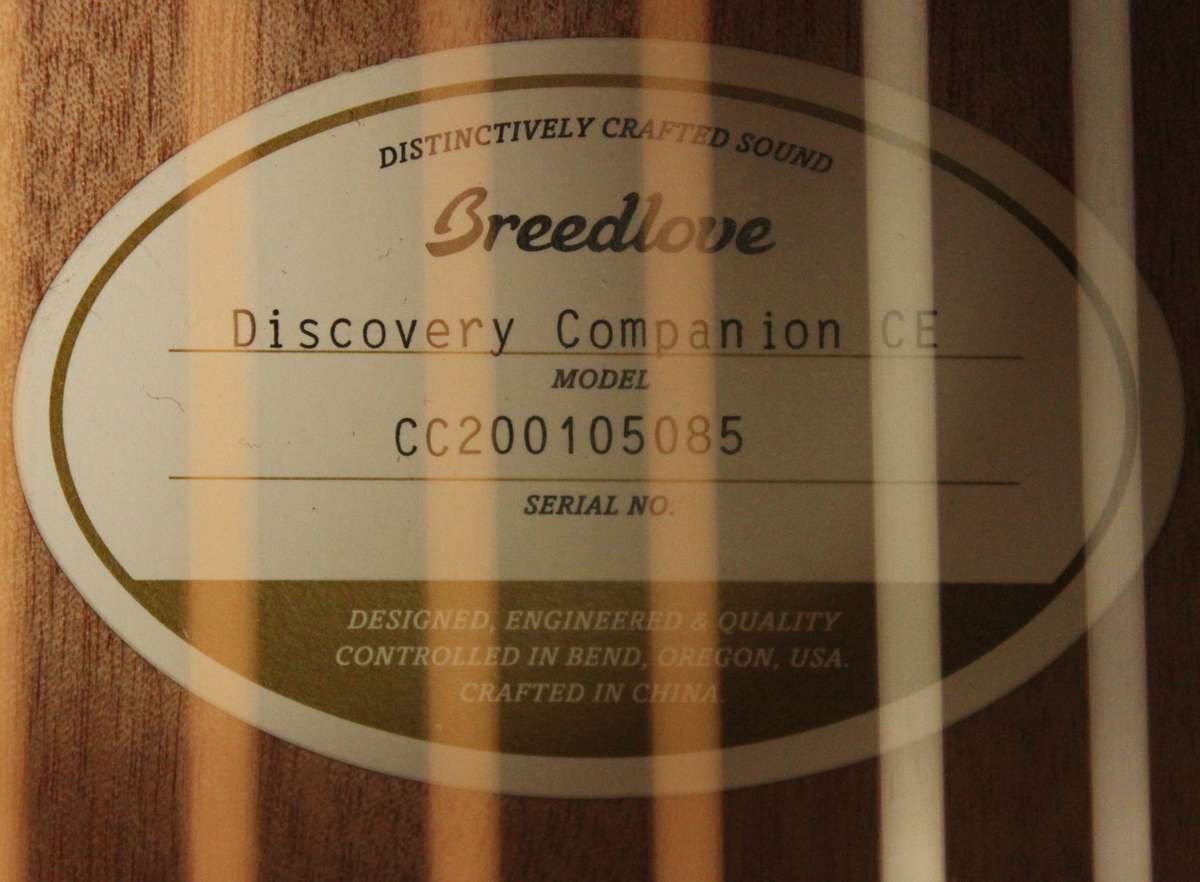 DISTINCTIVELY CRAFTED SOUND
Breedlove
Discovery Companion CE
MODEL
CC200105085
SERIAL NO.
DESIGNED, ENGINEERED & QUALITY
CONTROLLED IN BEND, OREGON, USA.
CRAFTED IN CHINA.